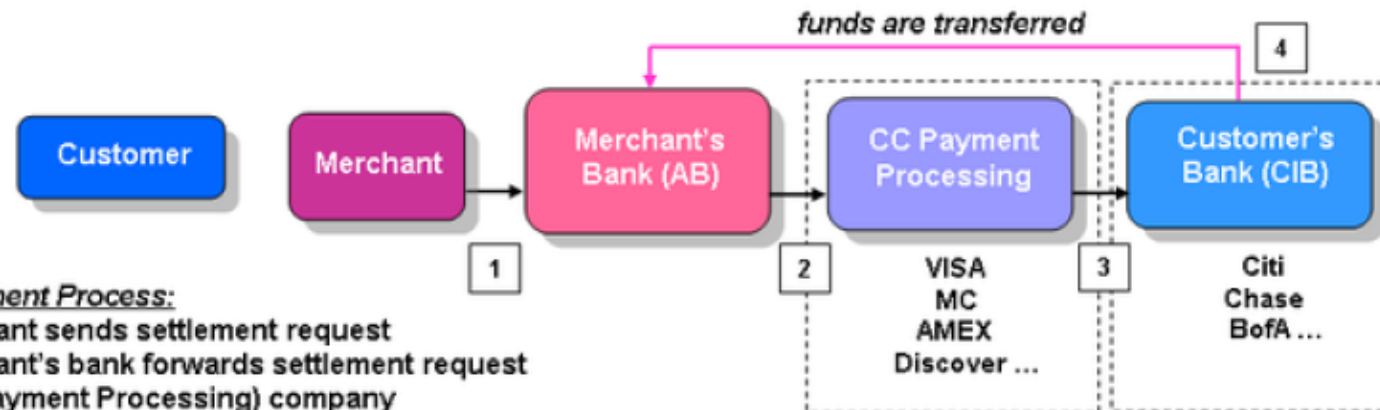 funds are transferred
4
Customer
Merchant
Merchant's
Bank (AB)
CC Payment
Processing
Customer's
Bank (CIB)
1
2
3
VISA
MC
AMEX
Discover ...
Citi
Chase
BofA ...
ment Process:
ant sends settlement request
ant's bank forwards settlement request
ayment Processing) company